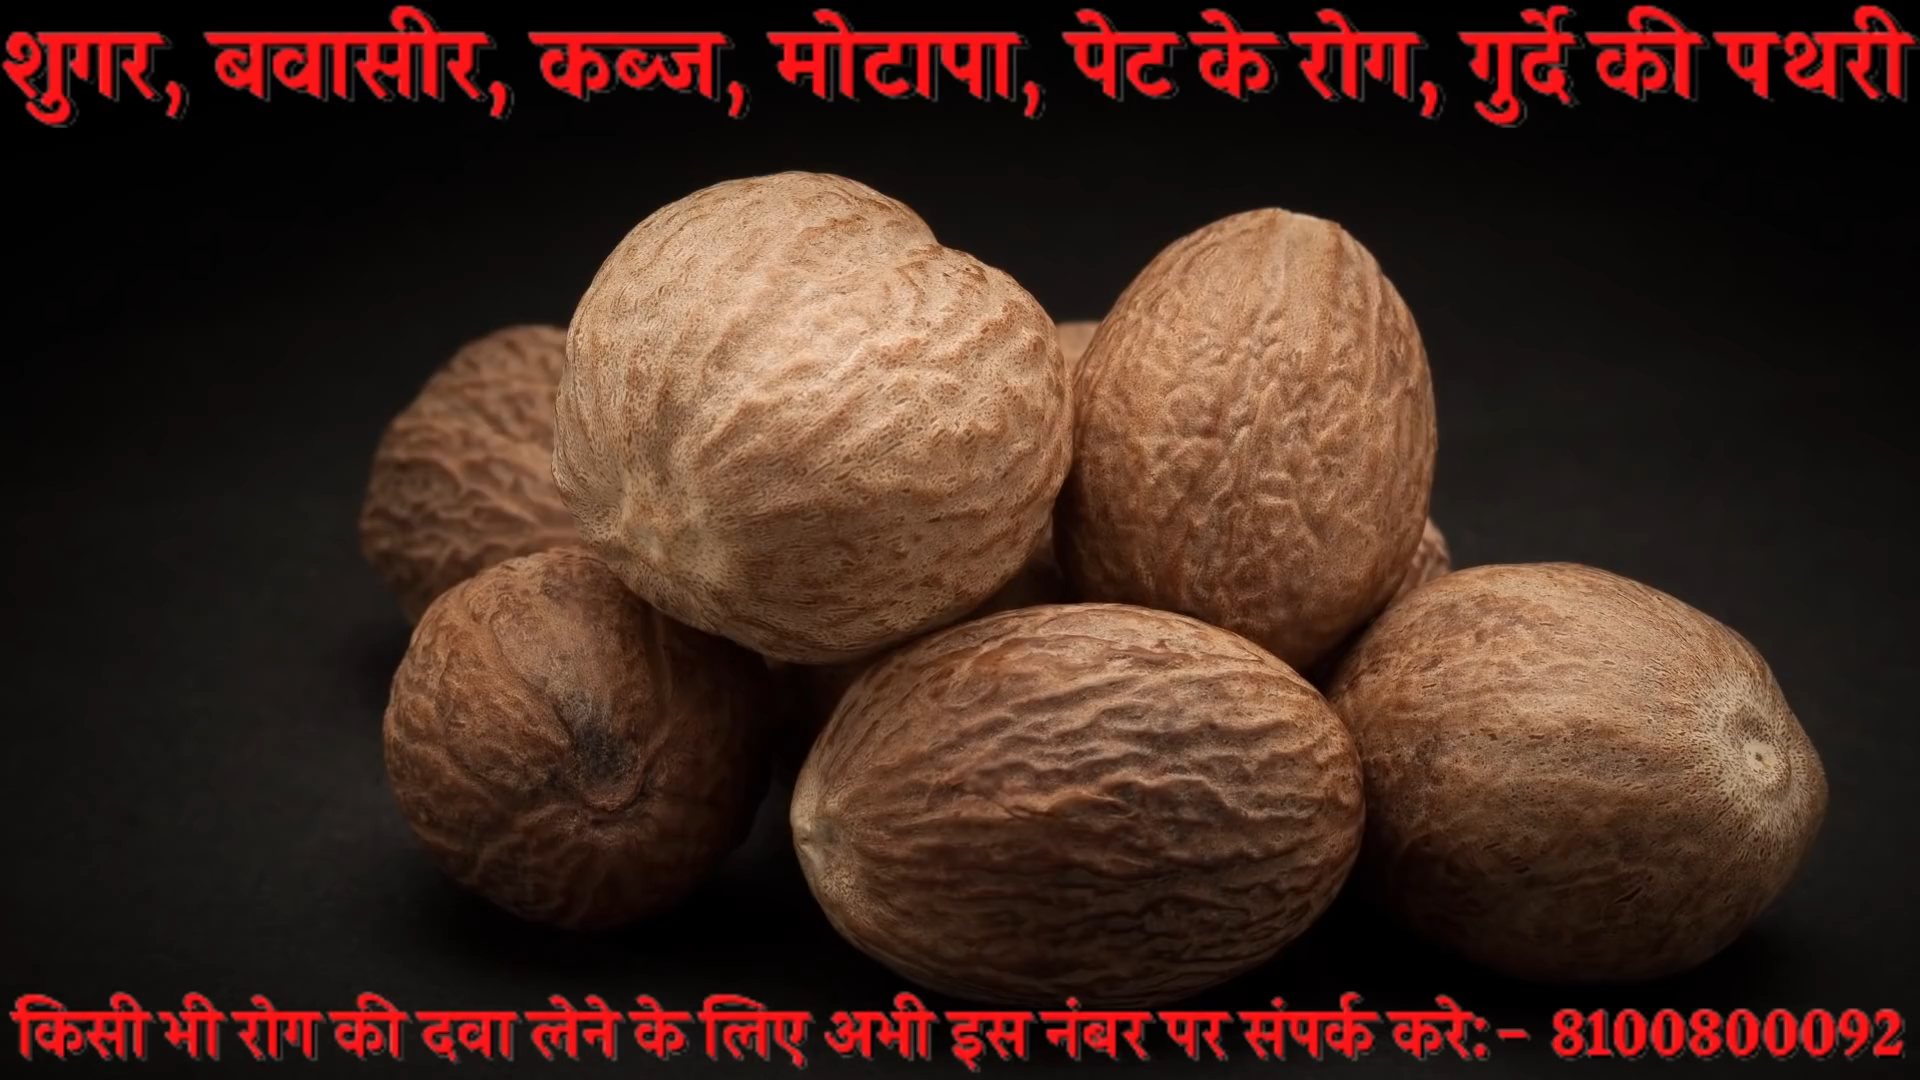 शुगर, बवासीर, कब्ज, मोटापा, पेट के रोग, गुर्दे की पथरी
किसी भी रोग की दवा लेने के लिए अभी इस नंबर पर संपर्क करे:- 8100800092